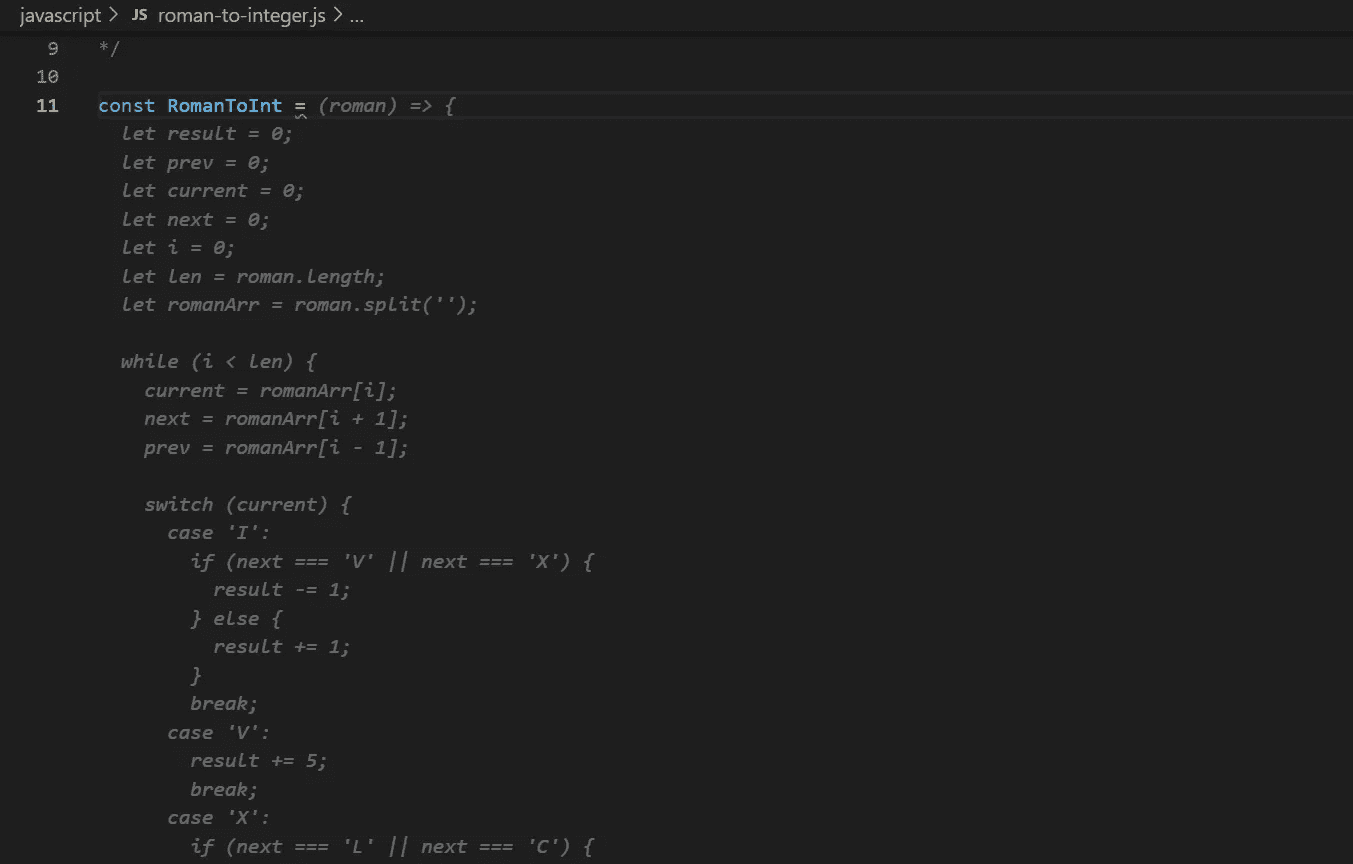 javascript > JS roman-to-integer.js > ...
9 */
10
11 const RomanToInt = (roman) => {
let result = 0;
let prev = 0;
let current = 0;
let next = 0;
let i = 0;
let len = roman.length;
let romanArr = roman.split('');
while (i < len) {
current = romanArr[i];
next = romanArr[i + 1];
prev = romanArr[i - 1];
switch (current) {
case 'I':
if (next === 'V' || next === 'X') {
result -= 1;
} else {
result += 1;
}
break;
case 'V':
result += 5;
break;
case 'X':
if (next === 'L' || next === 'C') {